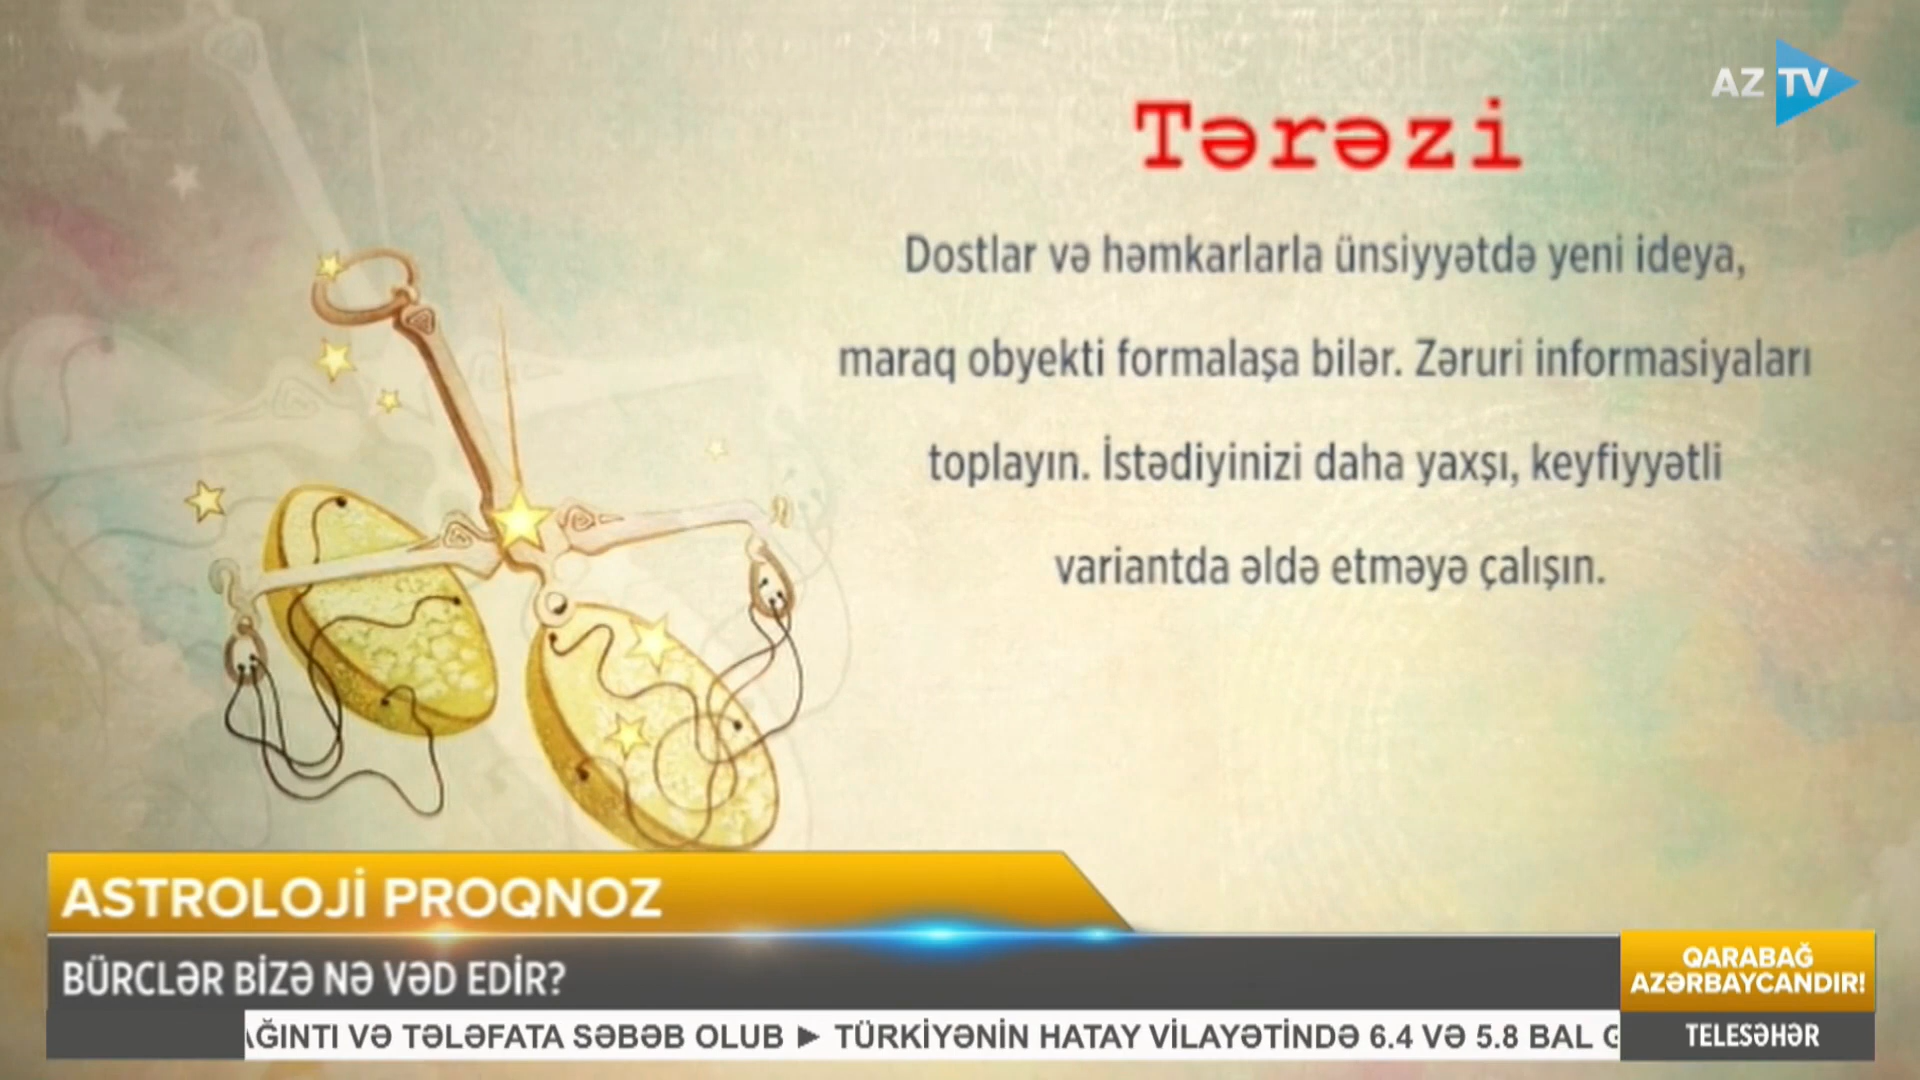 AZ TV
Tərəzi
Dostlar və həmkarlarla ünsiyyətdə yeni ideya,
maraq obyekti formalaşa bilər. Zəruri informasiyaları
toplayın. İstədiyinizi daha yaxşı, keyfiyyətli
variantda əldə etməyə çalışın.
ASTROLOJİ PROQNOZ
BÜRCLƏR BİZƏ NƏ VƏD EDİR?
QARABAĞ
AZƏRBAYCANDIR!
VƏ TƏLƏFATA SƏBƏB OLUB ► TÜRKİYƏNİN HATAY VİLAYƏTİNDƏ 6.4 VƏ 5.8 BAL
TELESƏHƏR